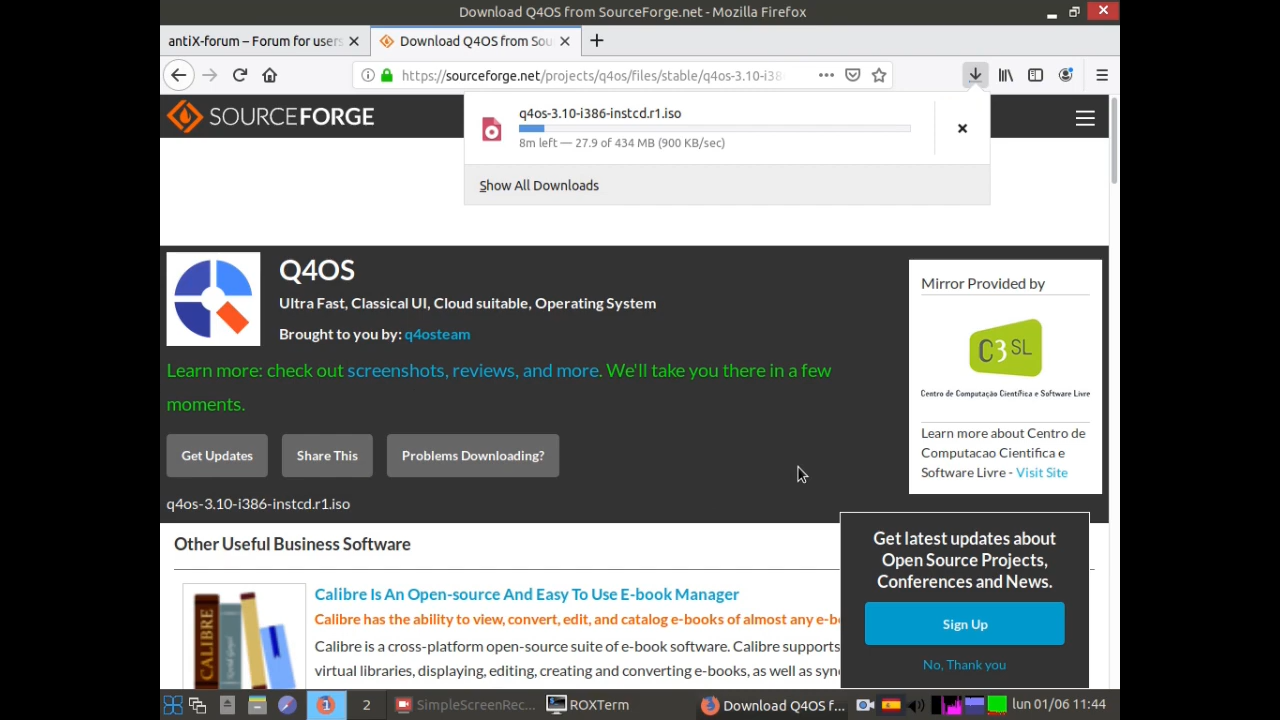 Download Q4OS from SourceForge.net - Mozilla Firefox
antiX-forum – Forum for users
Download Q4OS from Sou
https://sourceforge.net/projects/q4os/files/stable/q4os-3.10-i38
SOURCEFORGE
q4os-3.10-i386-instcd.r1.iso
8m left — 27.9 of 434 MB (900 KB/sec)
Show All Downloads
Q4OS
Ultra Fast, Classical UI, Cloud suitable, Operating System
Brought to you by: q4osteam
Learn more: check out screenshots, reviews, and more. We'll take you there in a few
moments.
Get Updates
Share This
Problems Downloading?
q4os-3.10-i386-instcd.r1.iso
Mirror Provided by
C3 SL
Centro de Computação Científica e Software Livre
Learn more about Centro de
Computacao Cientifica e
Software Livre - Visit Site
Other Useful Business Software
CALIBRE
Calibre Is An Open-source And Easy To Use E-book Manager
Calibre has the ability to view, convert, edit, and catalog e-books of almost any e-b
Calibre is a cross-platform open-source suite of e-book software. Calibre supports
virtual libraries, displaying, editing, creating and converting e-books, as well as syn
Get latest updates about
Open Source Projects,
Conferences and News.
Sign Up
No, Thank you
1
2
SimpleScreenRec...
ROXTerm
Download Q4OS f...
lun 01/06 11:44